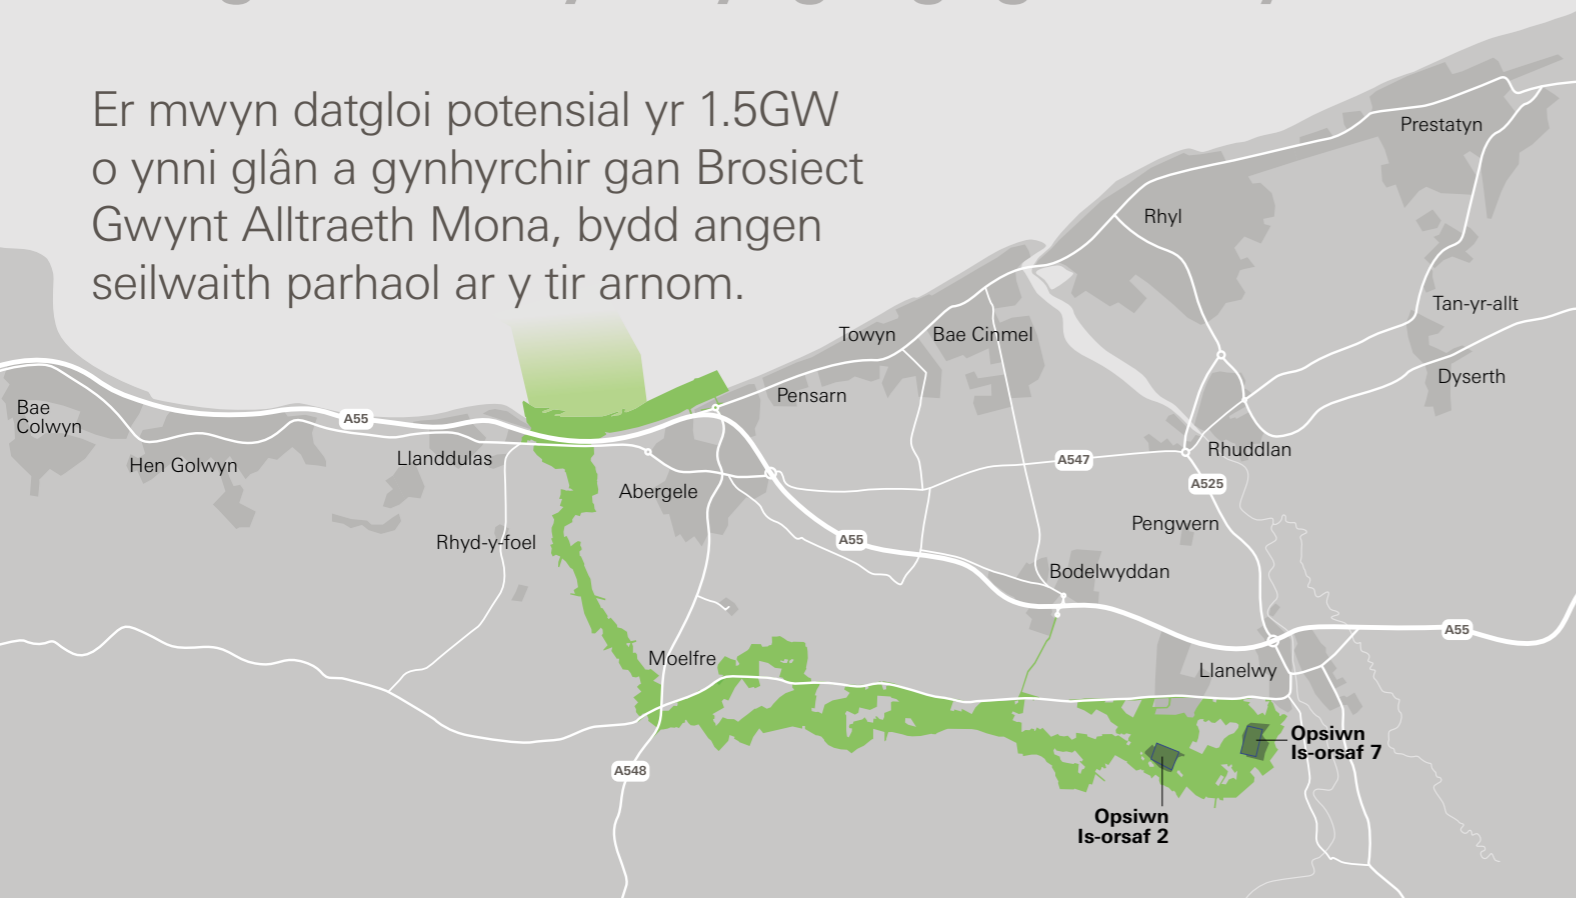 Er mwyn datgloi potensial yr 1.5GW
o ynni glân a gynhyrchir gan Brosiect
Gwynt Alltraeth Mona, bydd angen
seilwaith parhaol ar y tir arnom.
Prestatyn
Rhyl
Tan-yr-allt
Towyn
Bae Cinmel
Dyserth
Pensarn
Bae
Colwyn
A55
Hen Golwyn
Llanddulas
Rhuddlan
A547
A525
Abergele
Pengwern
Rhyd-y-foel
A55
Bodelwyddan
A55
Moelfre
Llanelwy
Opsiwn
Is-orsaf 7
A548
Opsiwn
Is-orsaf 2